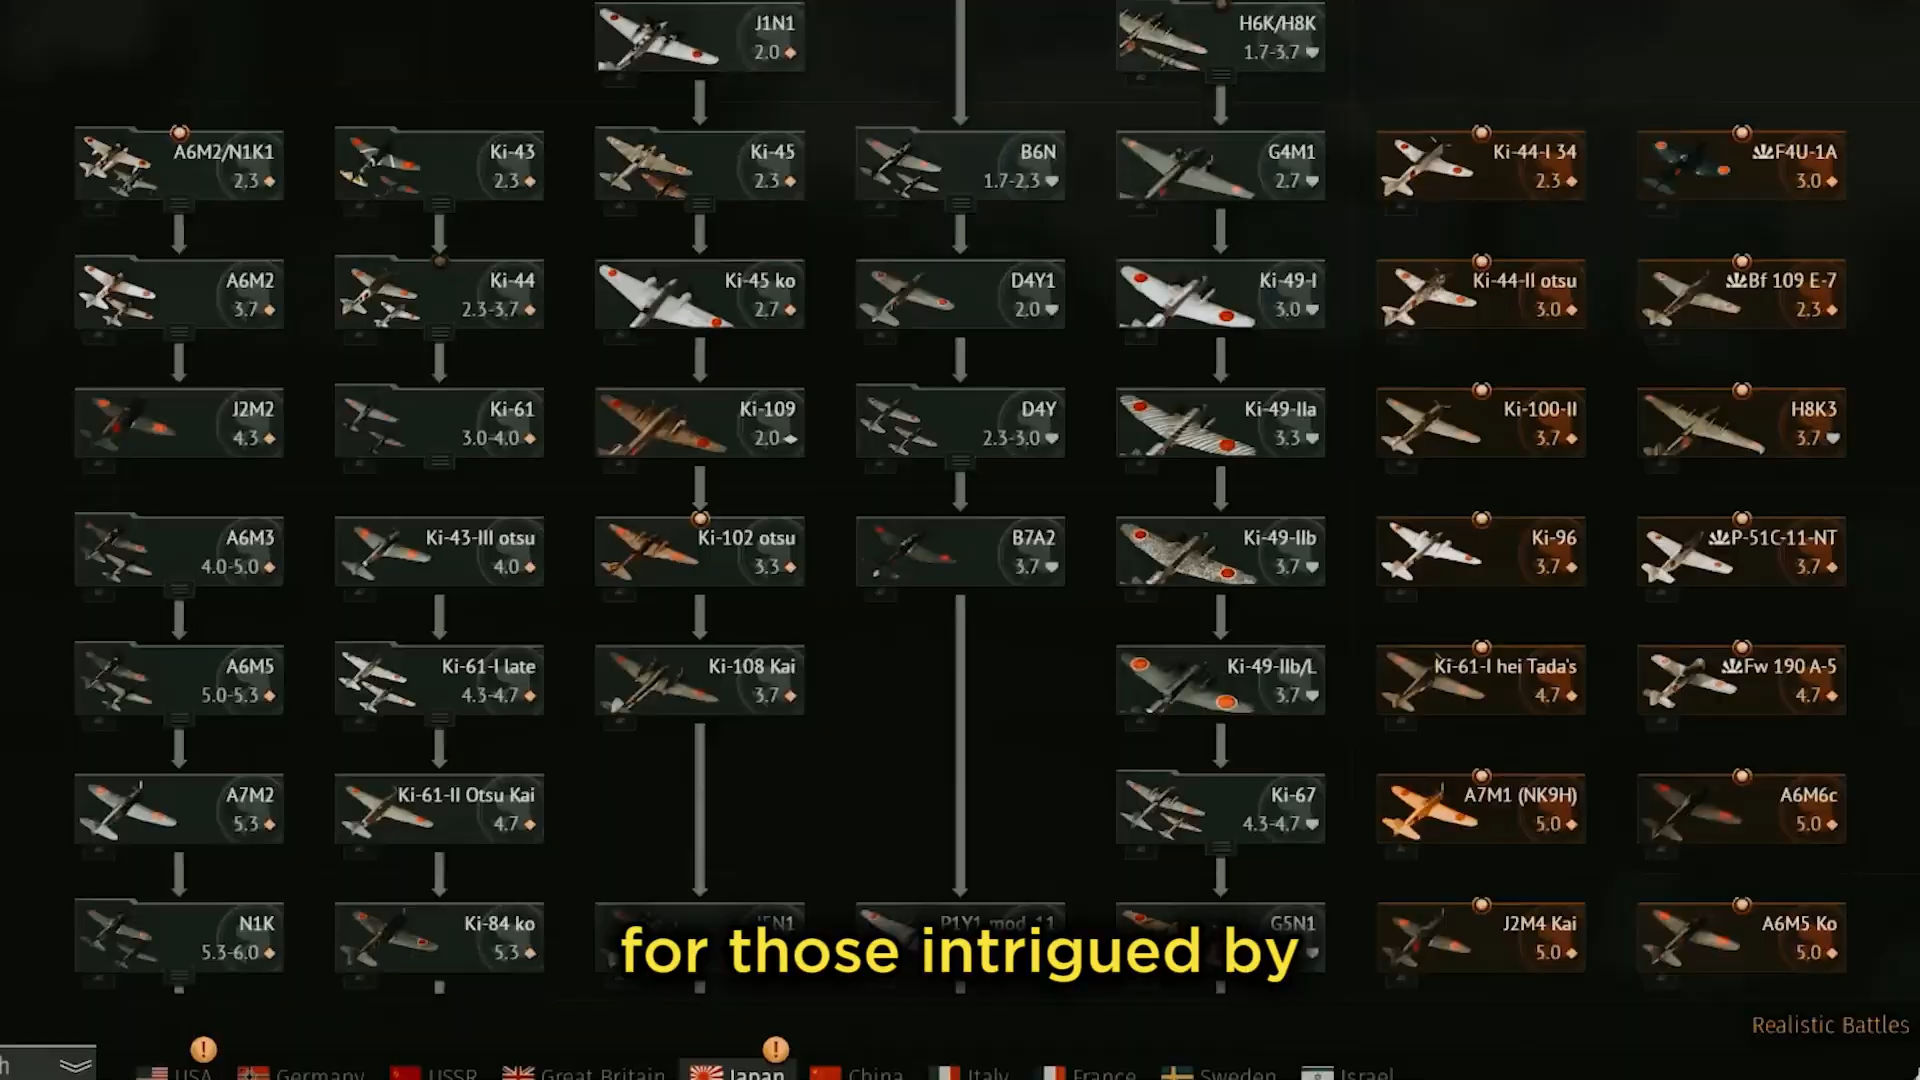 J1N1
2.0
H6K/H8K
1.7-3.7
A6M2/N1K1
2.3
Ki-43
2.3
Ki-45
2.3
B6N
1.7-2.3
G4M1
2.7
Ki-44-I 34
2.3
F4U-1A
3.0
A6M2
3.7
Ki-44
2.3-3.7
Ki-45 ko
2.7
D4Y1
2.0
Ki-49-I
3.0
Ki-44-II otsu
3.0
Bf 109 E-7
2.3
J2M2
4.3
Ki-61
3.0-4.0
Ki-109
2.0
D4Y
2.3-3.0
Ki-49-IIa
3.3
Ki-100-II
3.7
H8K3
3.7
A6M3
4.0-5.0
Ki-43-III otsu
4.0
Ki-102 otsu
3.3
B7A2
3.7
Ki-49-IIb
3.7
Ki-96
3.7
P-51C-11-NT
3.7
A6M5
5.0-5.3
Ki-61-I late
4.3-4.7
Ki-108 Kai
3.7
Ki-49-IIb/L
3.7
Ki-61-I hei Tada's
4.7
Fw 190 A-5
4.7
A7M2
5.3
Ki-61-II Otsu Kai
4.7
Ki-67
4.3-4.7
A7M1 (NK9H)
5.0
A6M6c
5.0
N1K
5.3-6.0
Ki-84 ko
5.3
P1Y1 mod. 11
G5N1
J2M4 Kai
5.0
A6M5 Ko
5.0
for those intrigued by
Realistic Battles
USA
Germany
USSR
Great Britain
Japan
China
Italy
France
Sweden
Israel